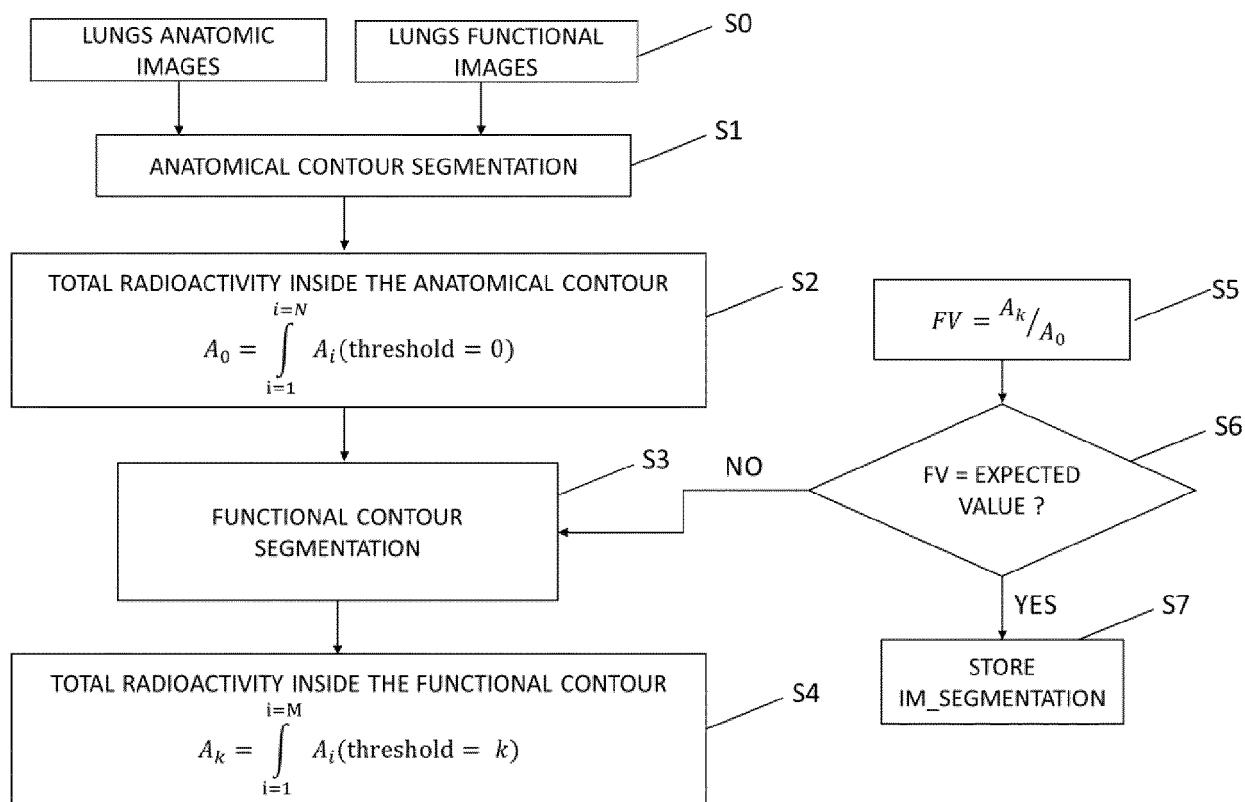 LUNGS ANATOMIC
IMAGES
LUNGS FUNCTIONAL
IMAGES
S0
ANATOMICAL CONTOUR SEGMENTATION
S1
TOTAL RADIOACTIVITY INSIDE THE ANATOMICAL CONTOUR
i=N
A₀ = ∫ Aᵢ(threshold = 0)
i=1
S2
FUNCTIONAL CONTOUR
SEGMENTATION
S3
TOTAL RADIOACTIVITY INSIDE THE FUNCTIONAL CONTOUR
i=M
Aₖ = ∫ Aᵢ(threshold = k)
i=1
S4
FV = Aₖ/A₀
S5
FV = EXPECTED
VALUE ?
S6
NO
YES
STORE
IM_SEGMENTATION
S7